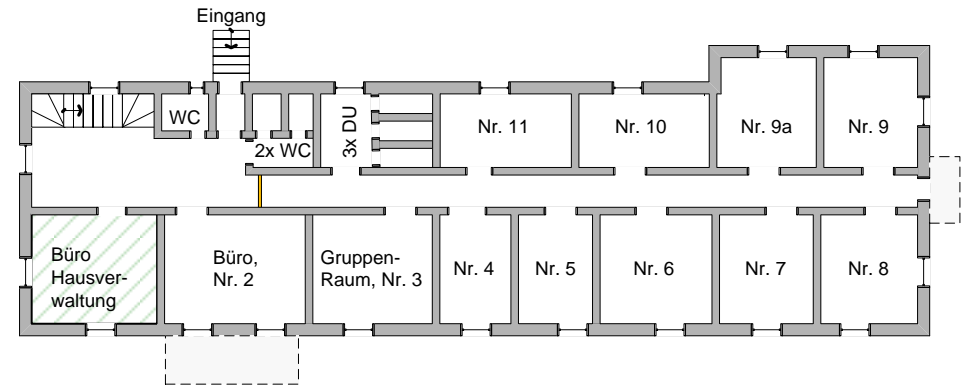 Eingang
WC
2x WC
3x DU
Nr. 11
Nr. 10
Nr. 9a
Nr. 9
Büro
Hausver-
waltung
Büro,
Nr. 2
Gruppen-
Raum, Nr. 3
Nr. 4
Nr. 5
Nr. 6
Nr. 7
Nr. 8